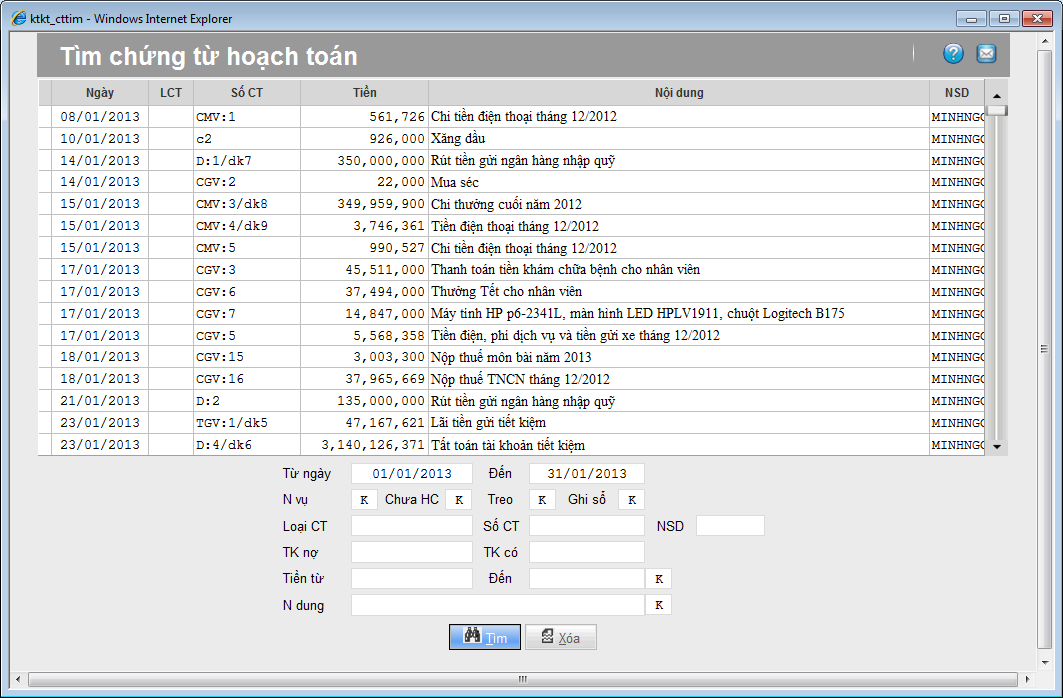 ktkt_cttim - Windows Internet Explorer
Tìm chứng từ hoạch toán
Ngày LCT Số CT Tiền Nội dung NSD
08/01/2013 CMV:1 561,726 Chi tiền điện thoại tháng 12/2012 MINHNGO
10/01/2013 c2 926,000 Xăng dầu MINHNGO
14/01/2013 D:1/dk7 350,000,000 Rút tiền gửi ngân hàng nhập quỹ MINHNGO
14/01/2013 CGV:2 22,000 Mua séc MINHNGO
15/01/2013 CMV:3/dk8 349,959,900 Chi thưởng cuối năm 2012 MINHNGO
15/01/2013 CMV:4/dk9 3,746,361 Tiền điện thoại tháng 12/2012 MINHNGO
15/01/2013 CMV:5 990,527 Chi tiền điện thoại tháng 12/2012 MINHNGO
17/01/2013 CGV:3 45,511,000 Thanh toán tiền khám chữa bệnh cho nhân viên MINHNGO
17/01/2013 CGV:6 37,494,000 Thưởng Tết cho nhân viên MINHNGO
17/01/2013 CGV:7 14,847,000 Máy tính HP p6-2341L, màn hình LED HPLV1911, chuột Logitech B175 MINHNGO
17/01/2013 CGV:5 5,568,358 Tiền điện, phí dịch vụ và tiền gửi xe tháng 12/2012 MINHNGO
18/01/2013 CGV:15 3,003,300 Nộp thuế môn bài năm 2013 MINHNGO
18/01/2013 CGV:16 37,965,669 Nộp thuế TNCN tháng 12/2012 MINHNGO
21/01/2013 D:2 135,000,000 Rút tiền gửi ngân hàng nhập quỹ MINHNGO
23/01/2013 TGV:1/dk5 47,167,621 Lãi tiền gửi tiết kiệm MINHNGO
23/01/2013 D:4/dk6 3,140,126,371 Tất toán tài khoản tiết kiệm MINHNGO
Từ ngày 01/01/2013 Đến 31/01/2013
N vụ K Chưa HC K Treo K Ghi sổ K
Loại CT Số CT NSD
TK nợ TK có
Tiền từ Đến K
N dung K
Tìm Xóa